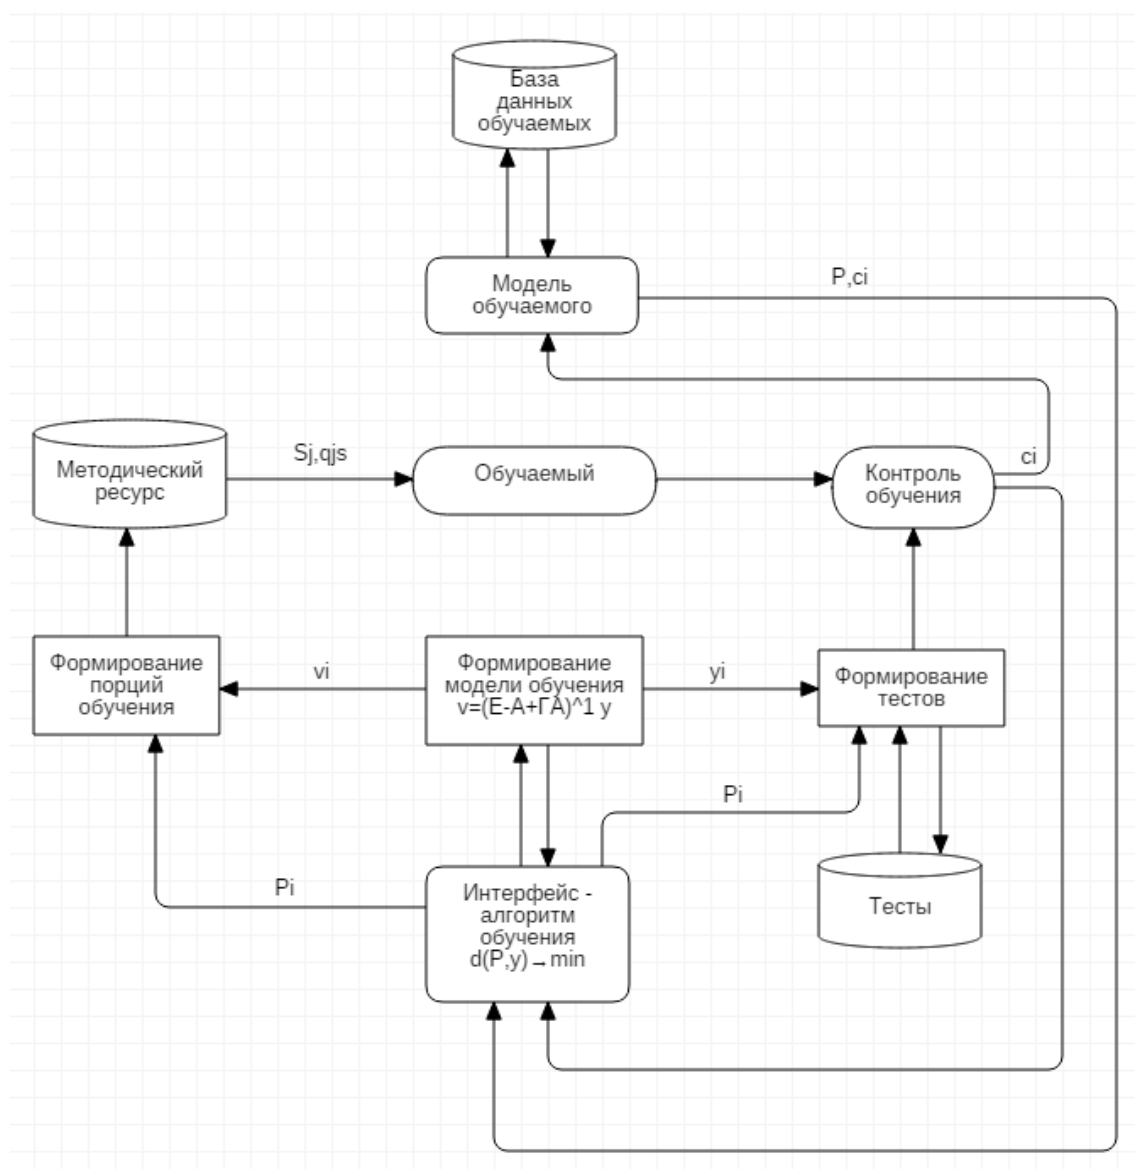 База
данных
обучаемых
Модель
обучаемого
P,ci
Методический
ресурс
Sj,qjs
Обучаемый
Контроль
обучения
ci
Формирование
порций
обучения
vi
Формирование
модели обучения
v=(E-A+ГA)^1 y
yi
Формирование
тестов
Pi
Pi
Интерфейс -
алгоритм
обучения
d(P,y)→min
Тесты